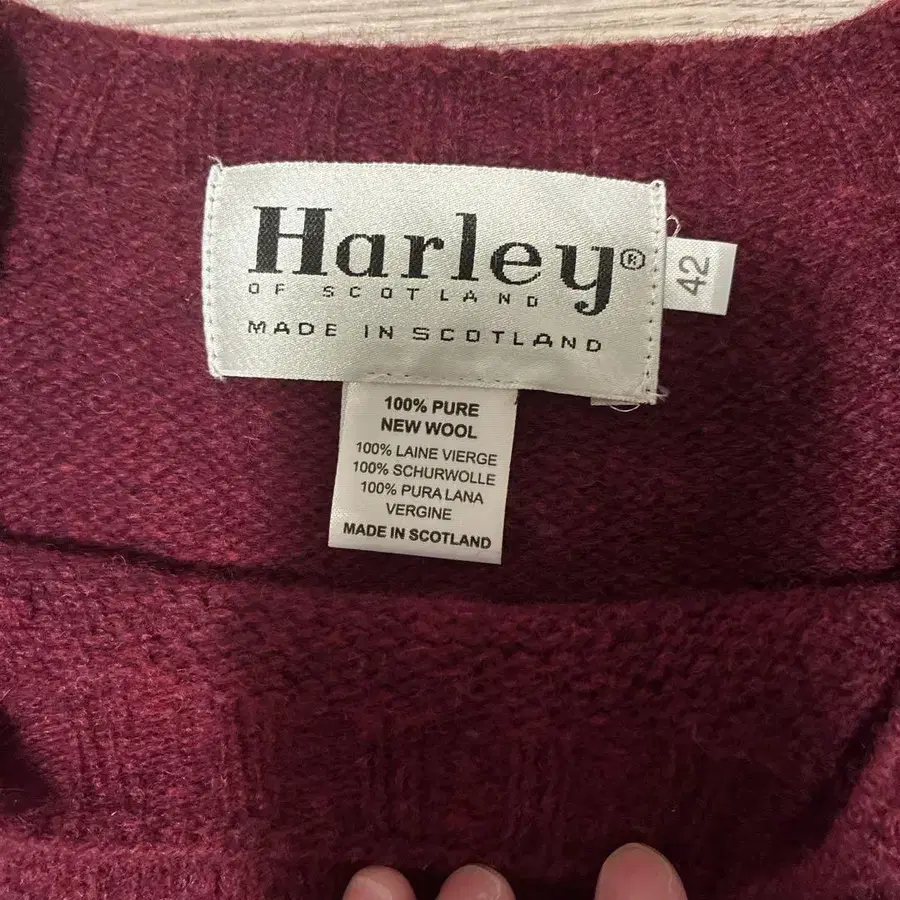 Harley®
OF SCOTLAND
MADE IN SCOTLAND
42
100% PURE
NEW WOOL
100% LAINE VIERGE
100% SCHURWOLLE
100% PURA LANA
VERGINE
MADE IN SCOTLAND